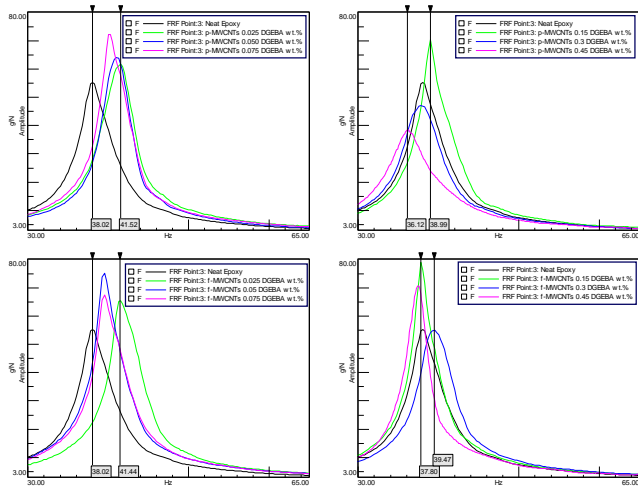 80.00
F FRF Point:3: Neat Epoxy
F FRF Point:3: p-MWCNTs 0.025 DGEBA wt.%
F FRF Point:3: p-MWCNTs 0.050 DGEBA wt.%
F FRF Point:3: p-MWCNTs 0.075 DGEBA wt.%
g/N
Amplitude
3.00
38.02
41.52
30.00
Hz
65.00
80.00
F FRF Point:3: Neat Epoxy
F FRF Point:3: p-MWCNTs 0.15 DGEBA wt.%
F FRF Point:3: p-MWCNTs 0.3 DGEBA wt.%
F FRF Point:3: p-MWCNTs 0.45 DGEBA wt.%
g/N
Amplitude
3.00
36.12
38.99
30.00
Hz
65.00
80.00
F FRF Point:3: Neat Epoxy
F FRF Point:3: f-MWCNTs 0.025 DGEBA wt.%
F FRF Point:3: f-MWCNTs 0.05 DGEBA wt.%
F FRF Point:3: f-MWCNTs 0.075 DGEBA wt.%
g/N
Amplitude
3.00
38.02
41.44
30.00
Hz
65.00
80.00
F FRF Point:3: Neat Epoxy
F FRF Point:3: f-MWCNTs 0.15 DGEBA wt.%
F FRF Point:3: f-MWCNTs 0.3 DGEBA wt.%
F FRF Point:3: f-MWCNTs 0.45 DGEBA wt.%
g/N
Amplitude
39.47
3.00
37.80
30.00
Hz
65.00